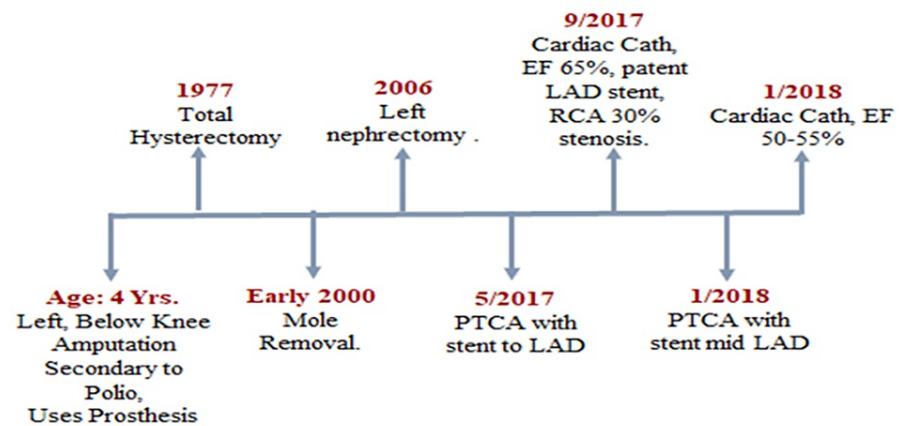 9/2017
Cardiac Cath,
EF 65%, patent
LAD stent,
RCA 30%
stenosis.
1977
Total
Hysterectomy
2006
Left
nephrectomy .
1/2018
Cardiac Cath, EF
50-55%
Age: 4 Yrs.
Left, Below Knee
Amputation
Secondary to
Polio,
Uses Prosthesis
Early 2000
Mole
Removal.
5/2017
PTCA with
stent to LAD
1/2018
PTCA with
stent mid LAD